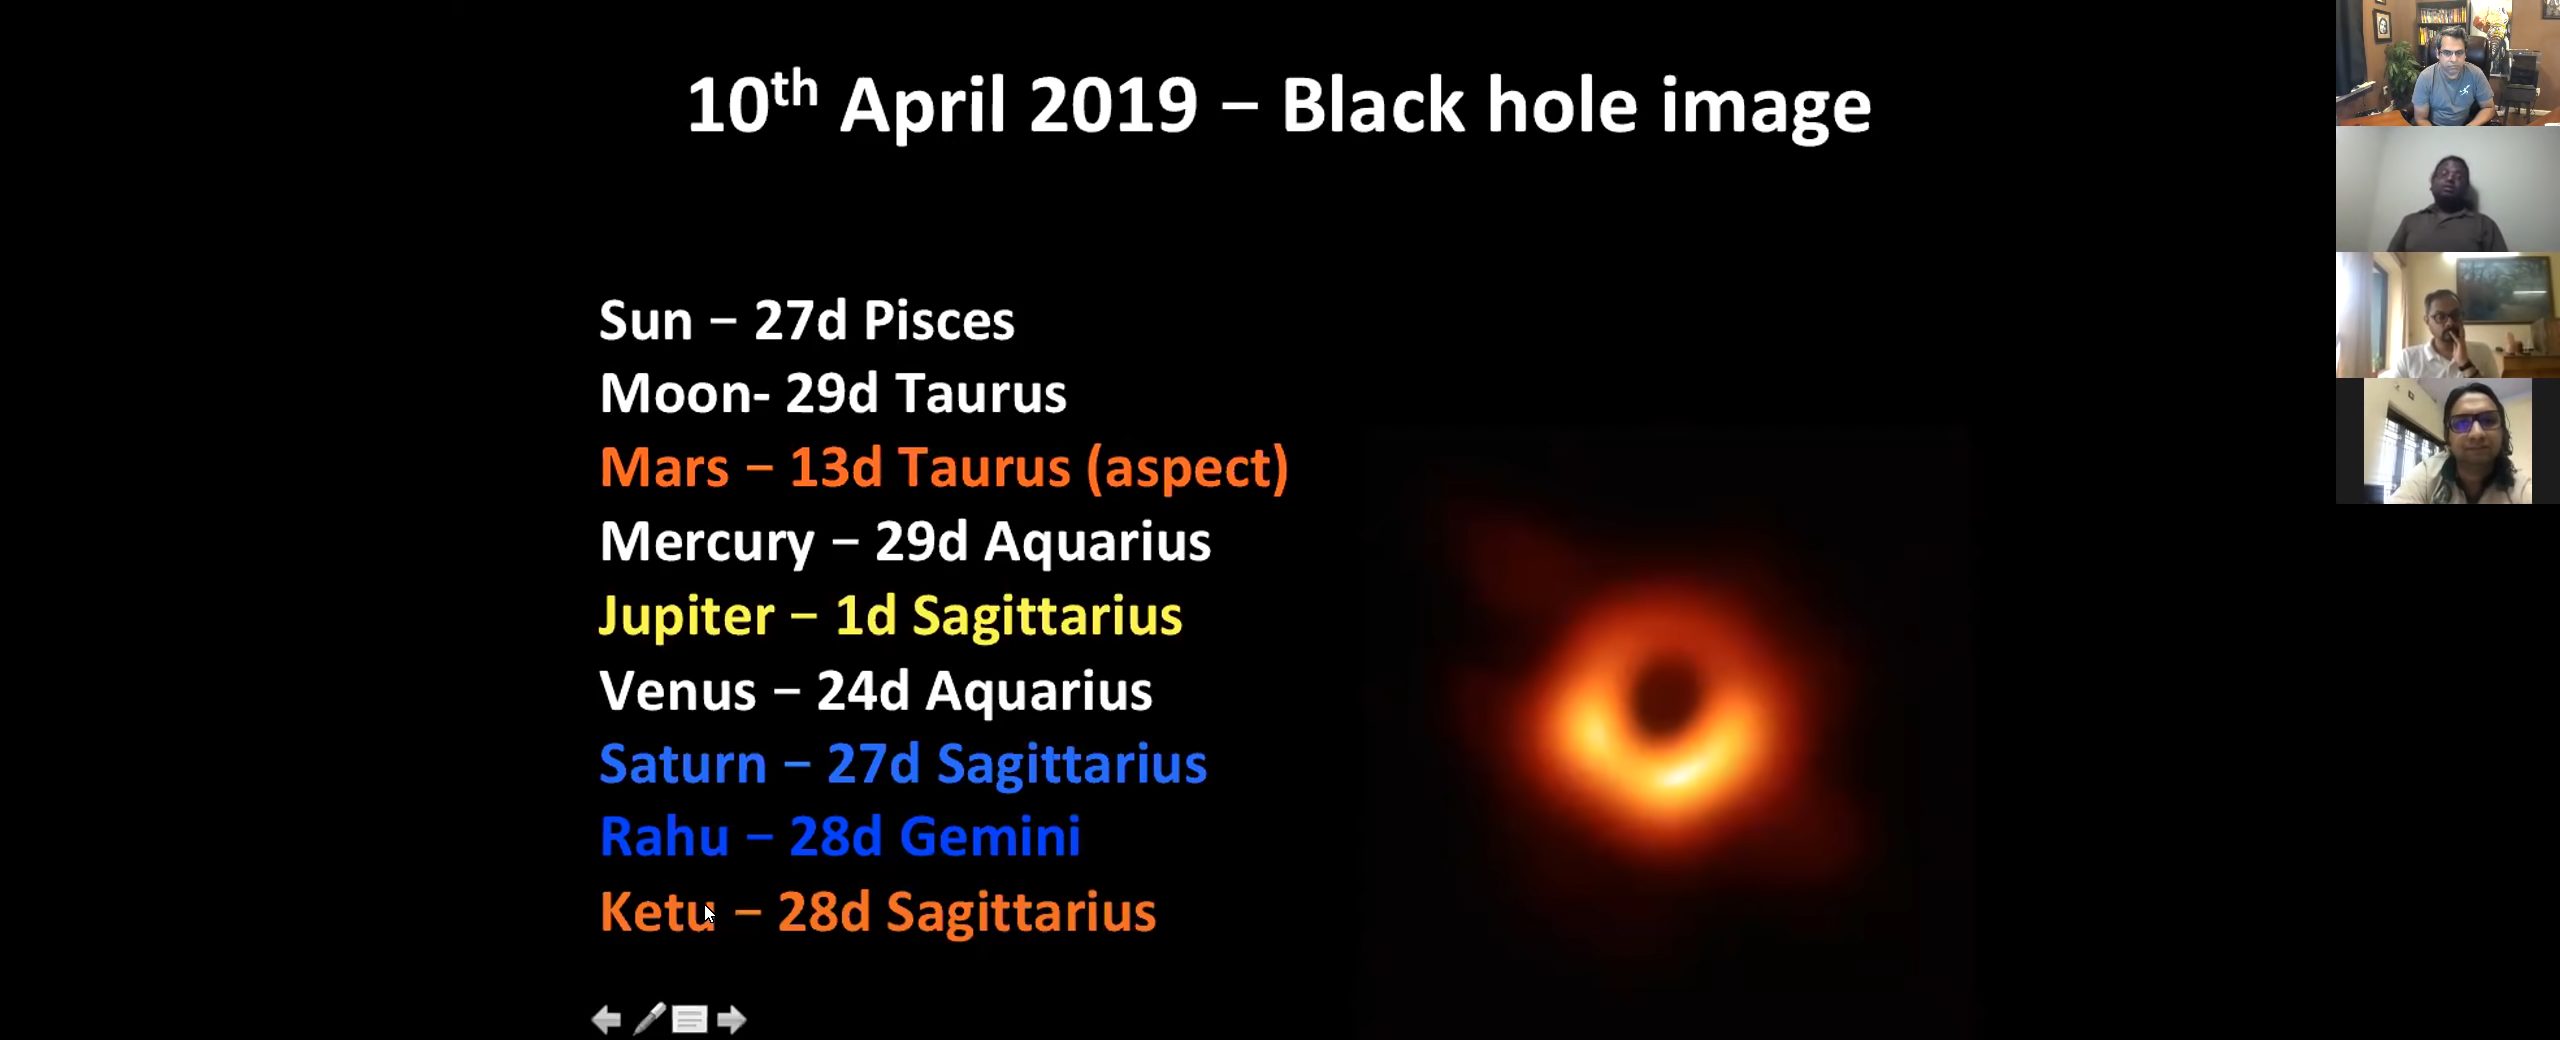 10th April 2019 – Black hole image
Sun – 27d Pisces
Moon- 29d Taurus
Mars – 13d Taurus (aspect)
Mercury – 29d Aquarius
Jupiter – 1d Sagittarius
Venus – 24d Aquarius
Saturn – 27d Sagittarius
Rahu – 28d Gemini
Ketu – 28d Sagittarius